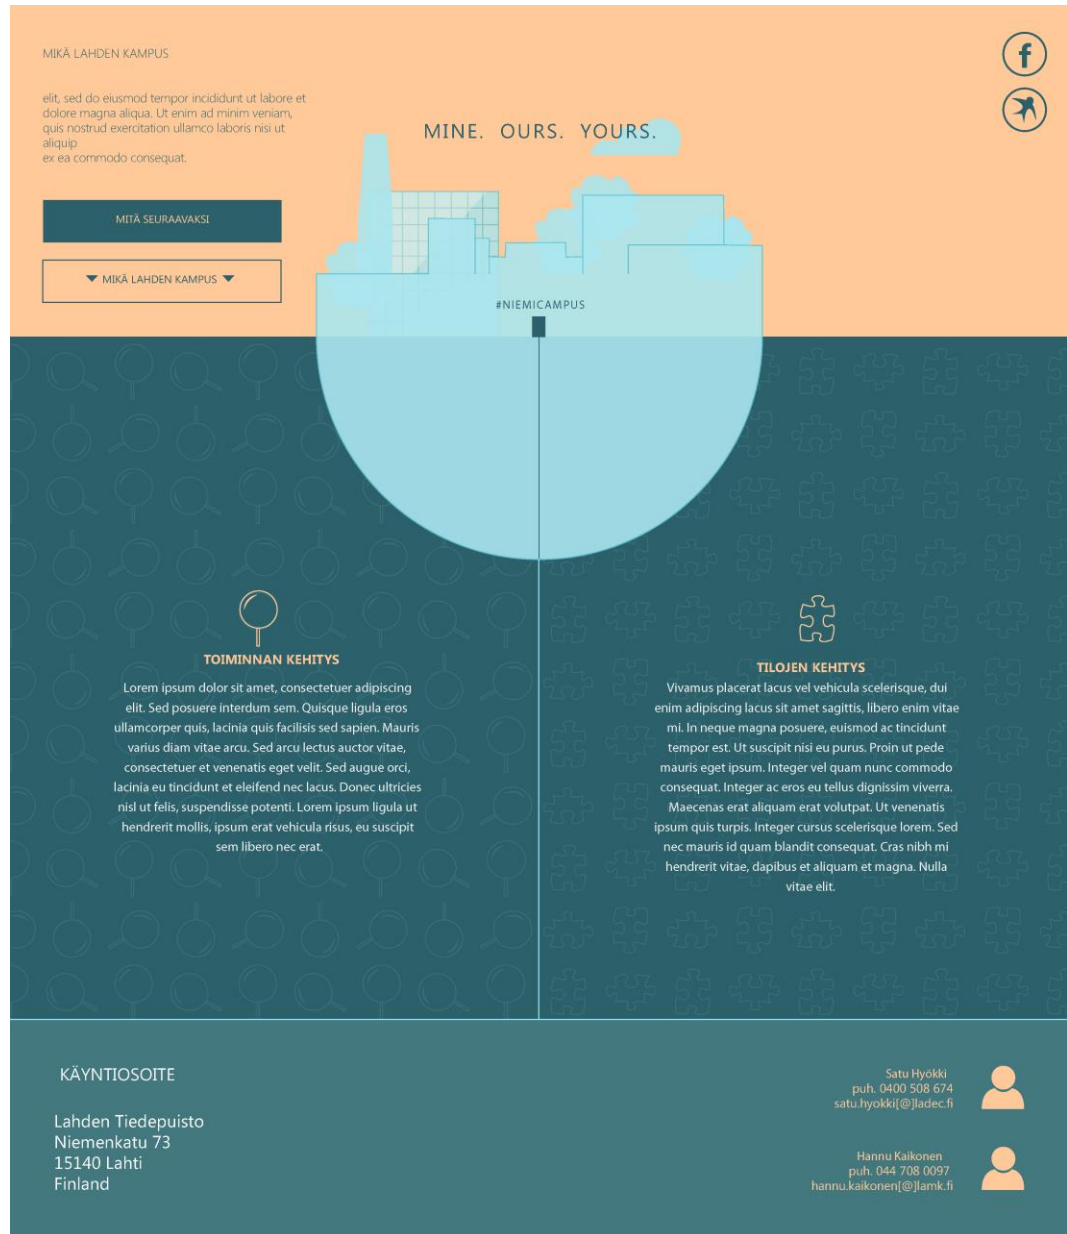 MIKÄ LAHDEN KAMPUS
elit, sed do eiusmod tempor incididunt ut labore et
dolore magna aliqua. Ut enim ad minim veniam,
quis nostrud exercitation ullamco laboris nisi ut
aliquip
ex ea commodo consequat.
MITÄ SEURAAVAKSI
MIKÄ LAHDEN KAMPUS
MINE. OURS. YOURS.
#NIEMICAMPUS
TOIMINNAN KEHITYS
Lorem ipsum dolor sit amet, consectetuer adipiscing
elit. Sed posuere interdum sem. Quisque ligula eros
ullamcorper quis, lacinia quis facilisis sed sapien. Mauris
varius diam vitae arcu. Sed arcu lectus auctor vitae,
consectetuer et venenatis eget velit. Sed augue orci,
lacinia eu tincidunt et eleifend nec lacus. Donec ultricies
nisl ut felis, suspendisse potenti. Lorem ipsum ligula ut
hendrerit mollis, ipsum erat vehicula risus, eu suscipit
sem libero nec erat.
TILOJEN KEHITYS
Vivamus placerat lacus vel vehicula scelerisque, dui
enim adipiscing lacus sit amet sagittis, libero enim vitae
mi. In neque magna posuere, euismod ac tincidunt
tempor est. Ut suscipit nisi eu purus. Proin ut pede
mauris eget ipsum. Integer vel quam nunc commodo
consequat. Integer ac eros eu tellus dignissim viverra.
Maecenas erat aliquam erat volutpat. Ut venenatis
ipsum quis turpis. Integer cursus scelerisque lorem. Sed
nec mauris id quam blandit consequat. Cras nibh mi
hendrerit vitae, dapibus et aliquam et magna. Nulla
vitae elit.
KÄYNTIOSOITE
Lahden Tiedepuisto
Niemenkatu 73
15140 Lahti
Finland
Satu Hyökki
puh. 0400 508 674
satu.hyokki[@]ladec.fi
Hannu Kaikonen
puh. 044 708 0097
hannu.kaikonen[@]lamk.fi